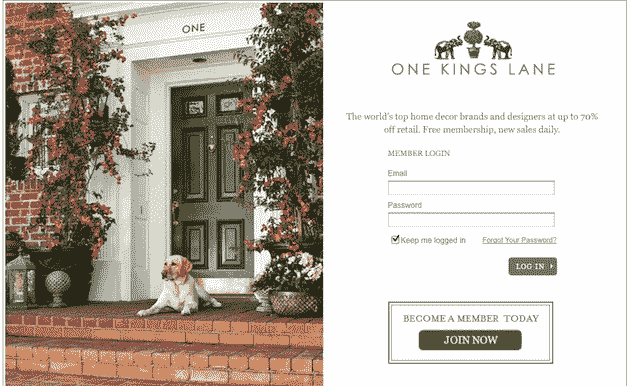 ONE
ONE KINGS LANE
The world's top home decor brands and designers at up to 70%
off retail. Free membership, new sales daily.
MEMBER LOGIN
Email
Password
Keep me logged in
Forgot Your Password?
LOG IN
BECOME A MEMBER TODAY
JOIN NOW